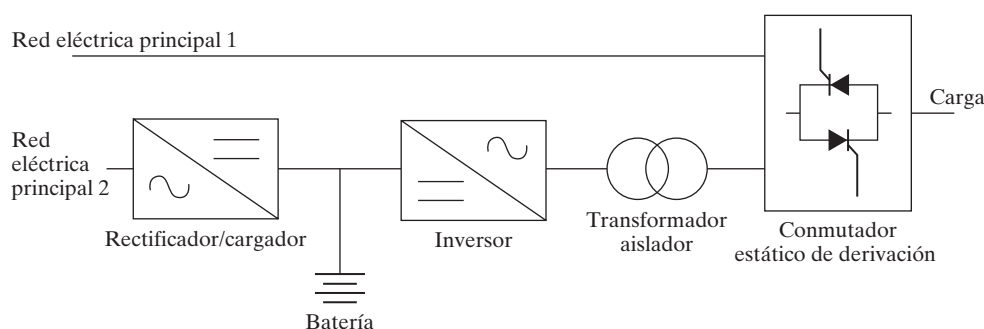 Red eléctrica principal 1
Red
eléctrica
principal 2
Rectificador/cargador
Batería
Inversor
Transformador
aislador
Carga
Conmutador
estático de derivación